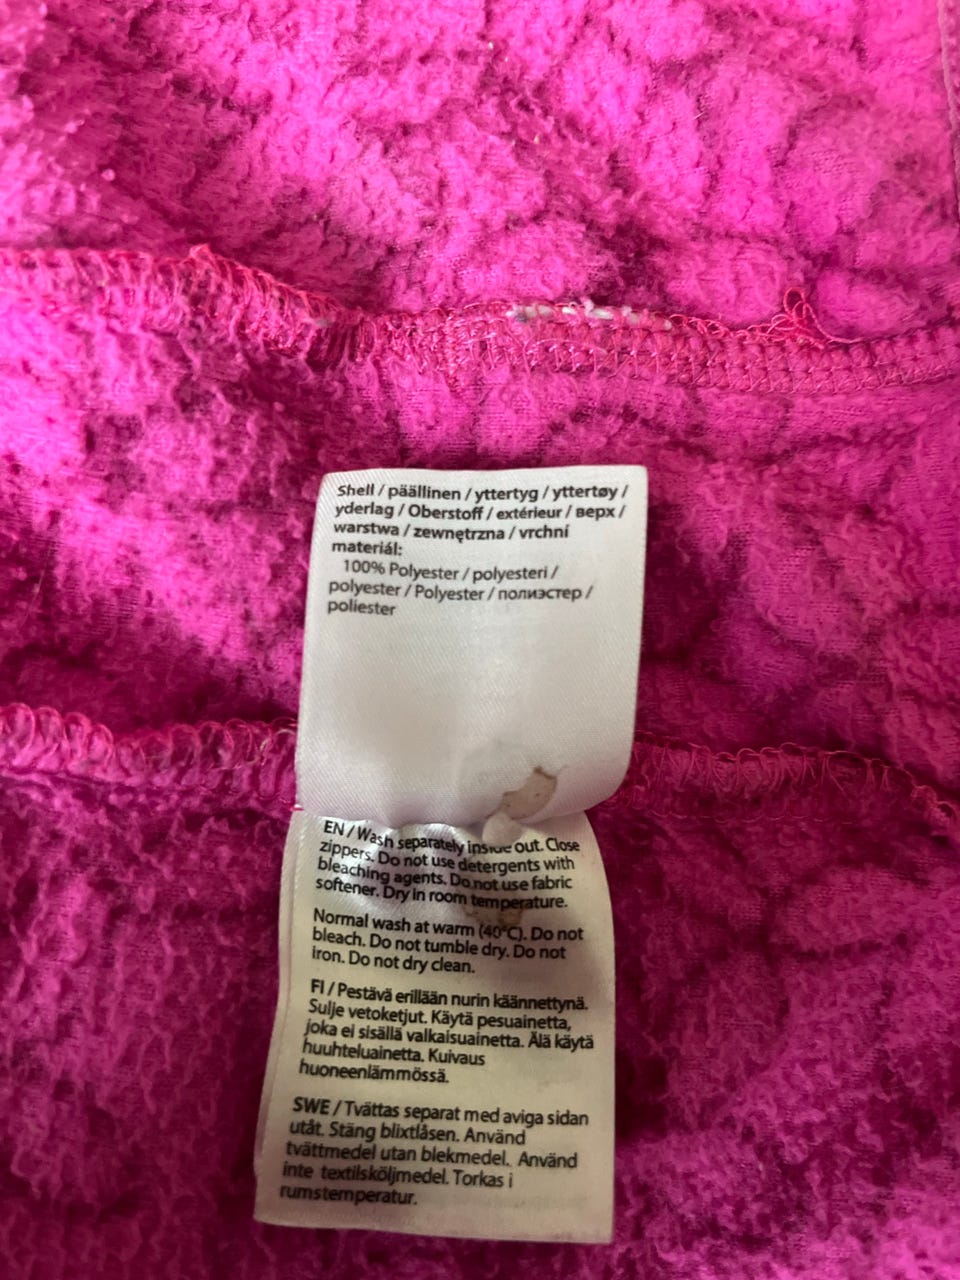 Shell / päällinen / yttertyg / yttertøy /
yderlag / Oberstoff / extérieur / верх /
warstwa / zewnętrzna / vrchní
materiál:
100% Polyester / polyesteri /
polyester / Polyester / полиэстер /
poliester
EN / Wash separately inside out. Close
zippers. Do not use detergents with
bleaching agents. Do not use fabric
softener. Dry in room temperature.
Normal wash at warm (40°C). Do not
bleach. Do not tumble dry. Do not
iron. Do not dry clean.
FI / Pestävä erillään nurin käännettynä.
Sulje vetoketjut. Käytä pesuainetta,
joka ei sisällä valkaisuainetta. Älä käytä
huuhteluainetta. Kuivaus
huoneenlämmössä.
SWE / Tvättas separat med aviga sidan
utåt. Stäng blixtlåsen. Använd
tvättmedel utan blekmedel. Använd
inte textilsköljmedel. Torkas i
rumstemperatur.